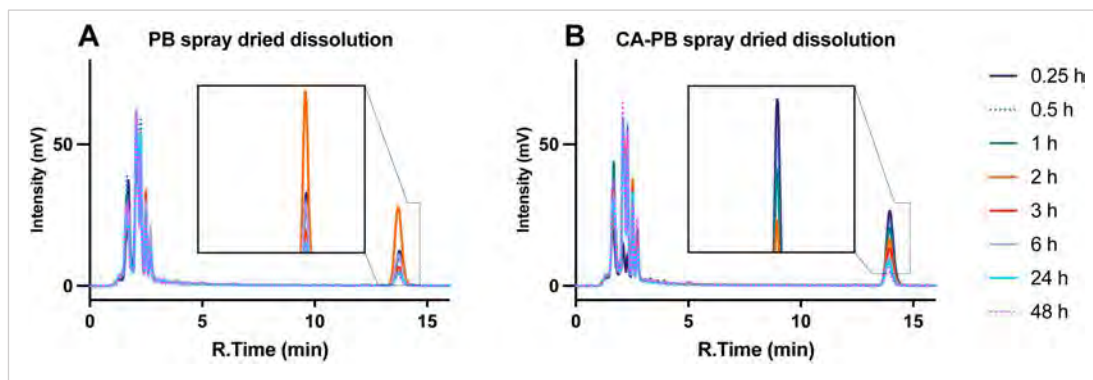 A
PB spray dried dissolution
50
0
Intensity (mV)
0
5
10
15
R.Time (min)
B
CA-PB spray dried dissolution
50
0
Intensity (mV)
0
5
10
15
R.Time (min)
0.25 h
0.5 h
1 h
2 h
3 h
6 h
24 h
48 h